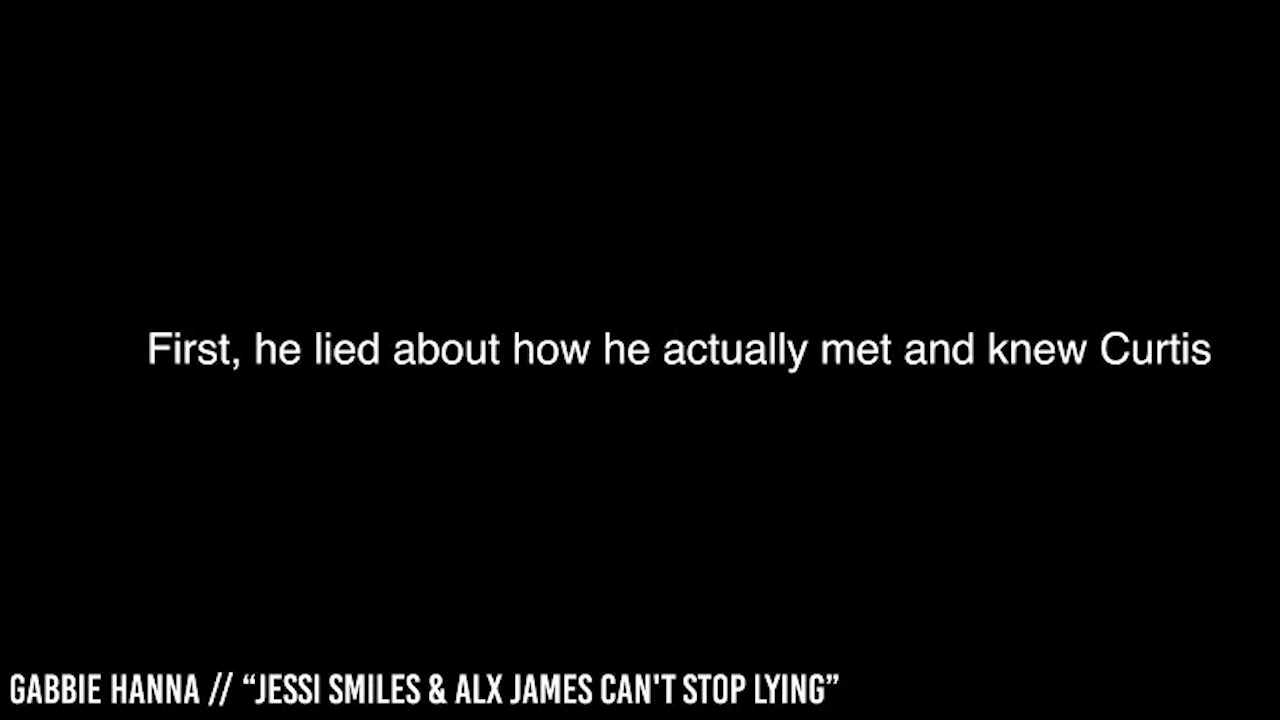 First, he lied about how he actually met and knew Curtis
GABBIE HANNA // “JESSI SMILES & ALX JAMES CAN'T STOP LYING”